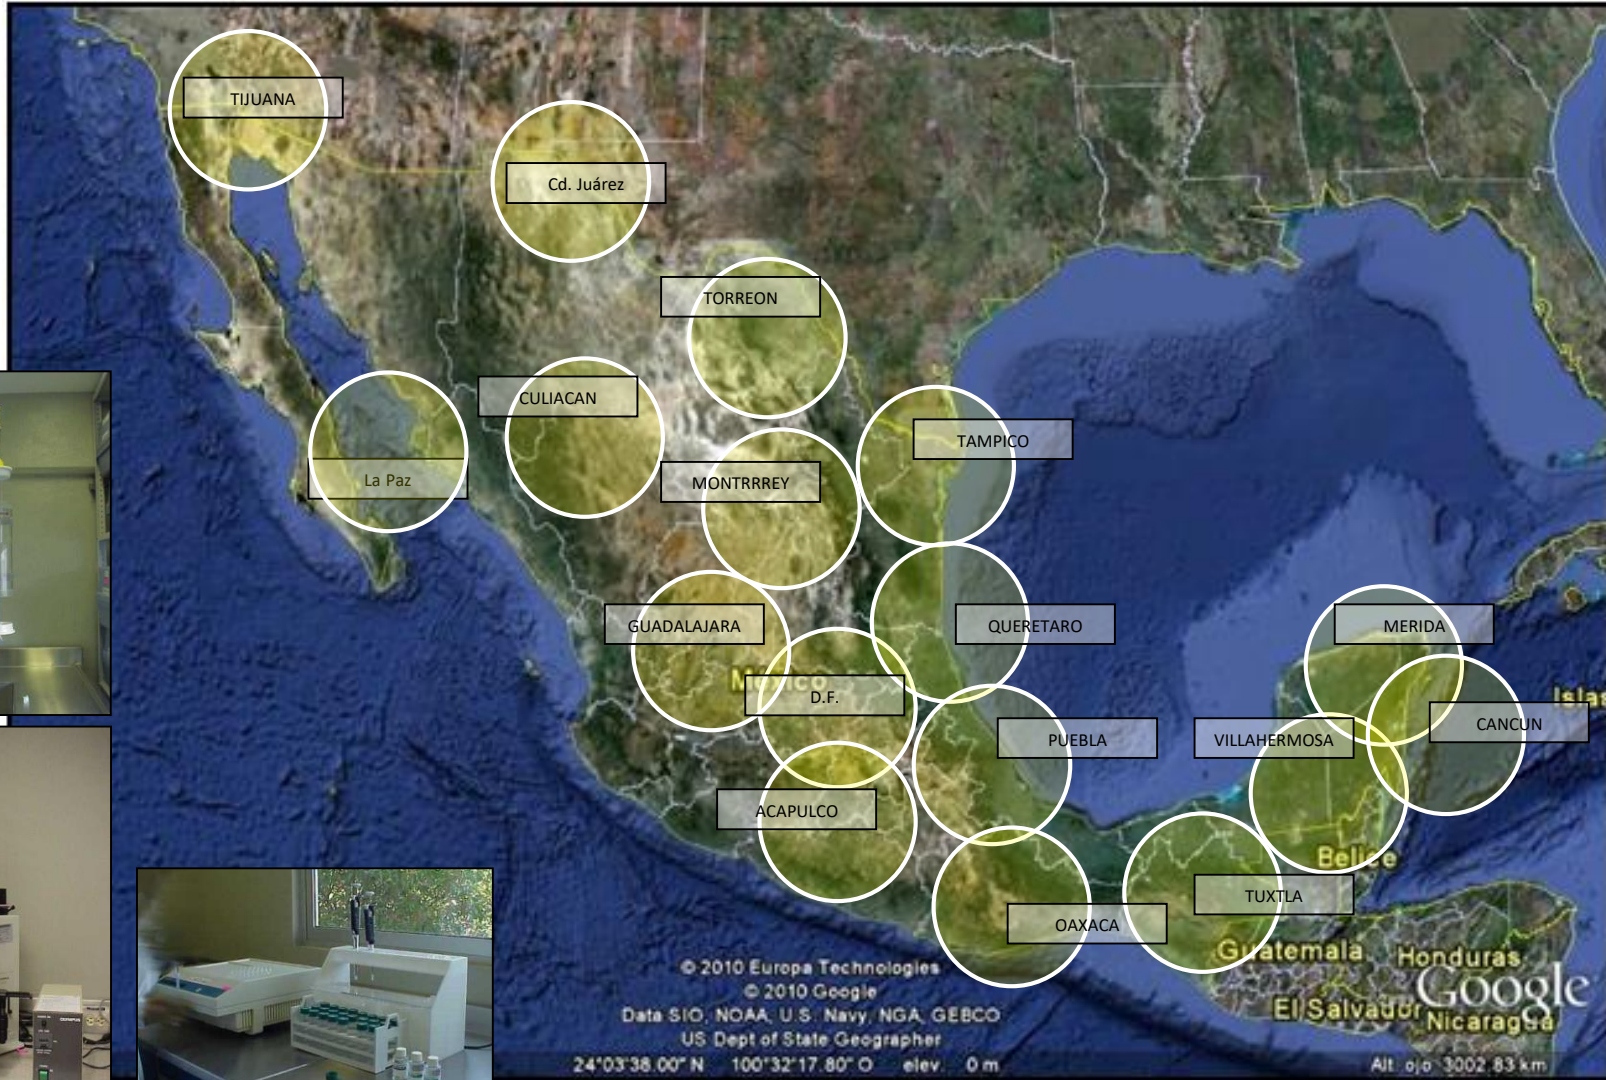 TIJUANA
Cd. Juárez
TORREON
CULIACAN
TAMPICO
La Paz
MONTRRREY
GUADALAJARA
QUERETARO
MERIDA
México
D.F.
Islas
CANCUN
PUEBLA
VILLAHERMOSA
ACAPULCO
Belice
TUXTLA
OAXACA
Guatemala
Honduras
© 2010 Europa Technologies
© 2010 Google
Data SIO, NOAA, U.S. Navy, NGA, GEBCO
US Dept of State Geographer
Google
El Salvador
Nicaragua
24°03'38.00" N 100°32'17.80" O elev. 0 m
Alt. ojo 3002.83 km